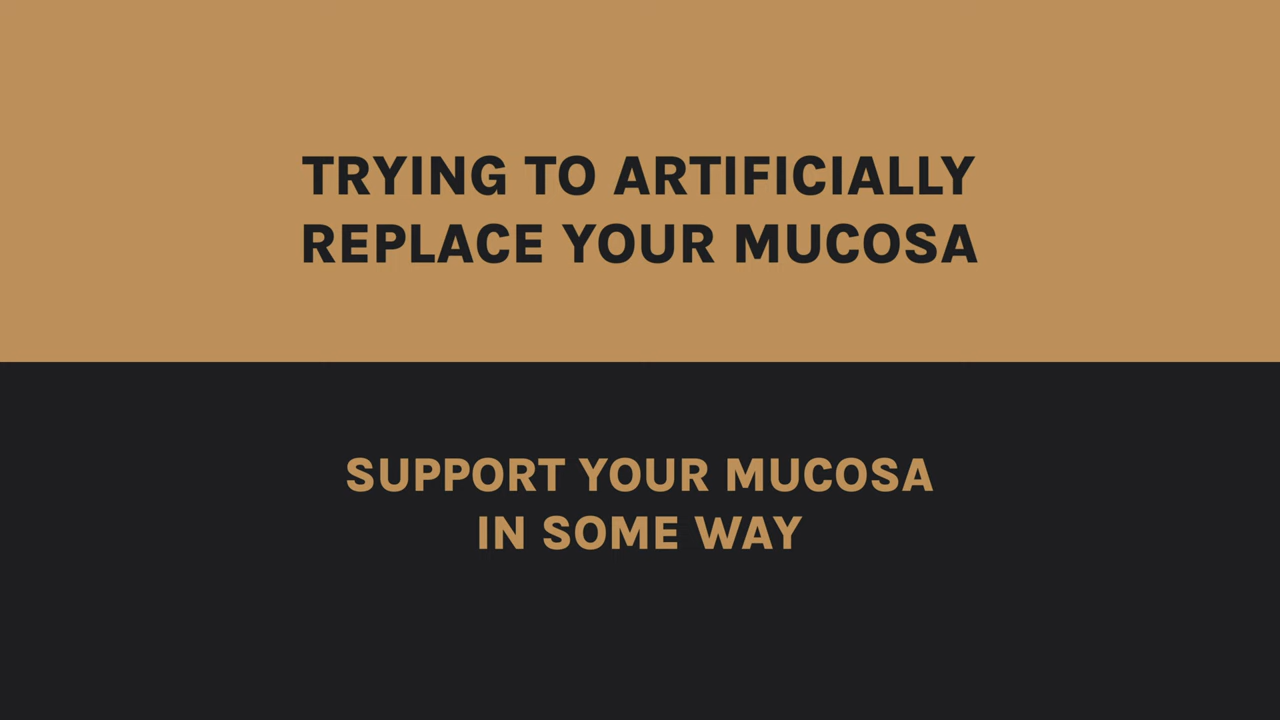 TRYING TO ARTIFICIALLY
REPLACE YOUR MUCOSA
SUPPORT YOUR MUCOSA
IN SOME WAY